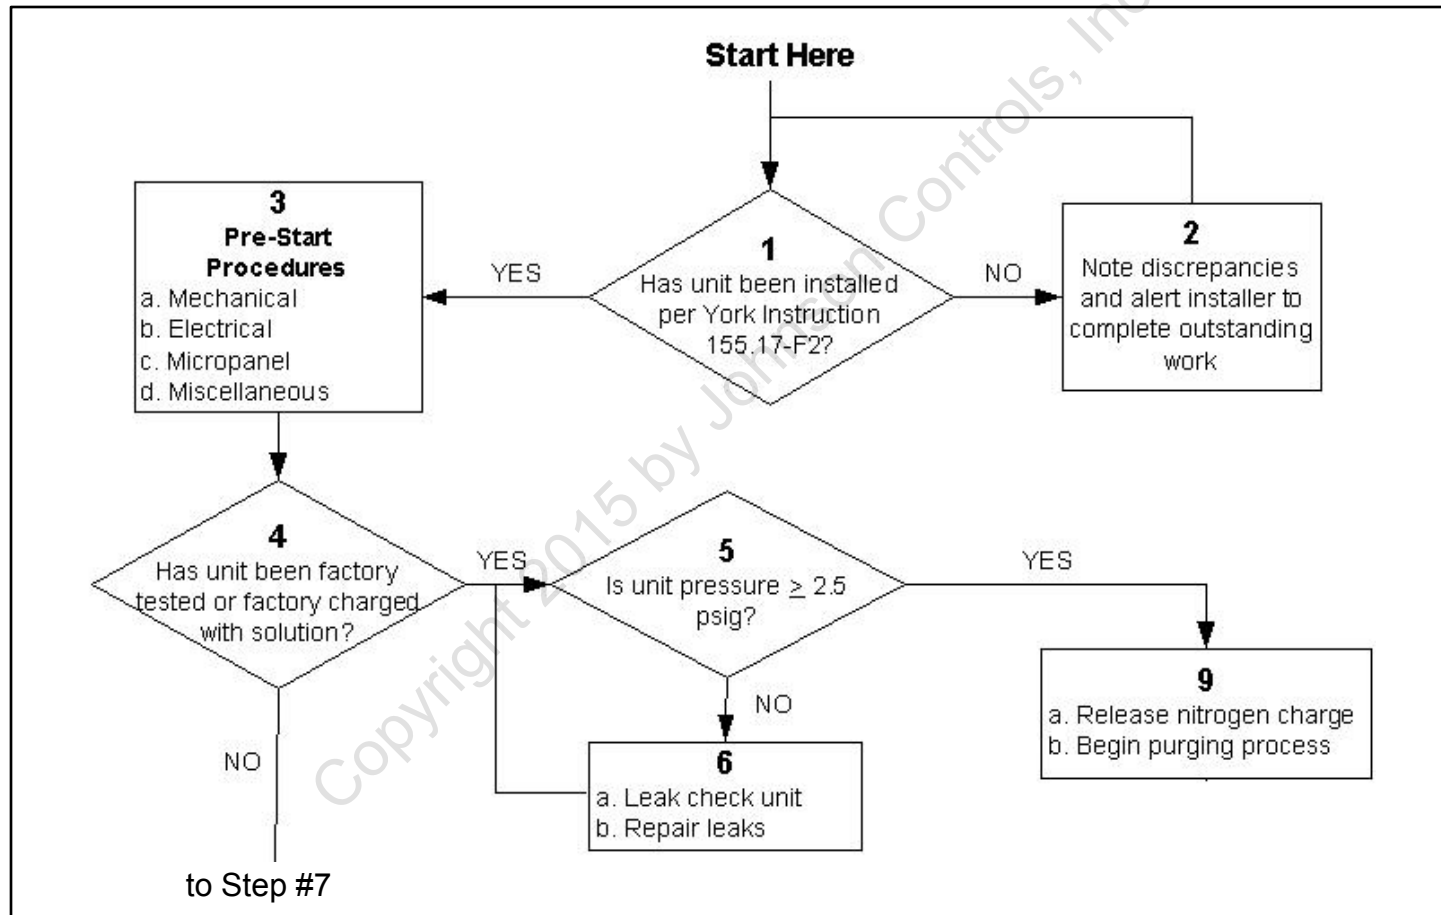 Start Here
1
Has unit been installed
per York Instruction
155.17-F2?
YES
NO
2
Note discrepancies
and alert installer to
complete outstanding
work
3
Pre-Start
Procedures
a. Mechanical
b. Electrical
c. Micropanel
d. Miscellaneous
4
Has unit been factory
tested or factory charged
with solution?
YES
NO
5
Is unit pressure ≥ 2.5
psig?
YES
NO
6
a. Leak check unit
b. Repair leaks
9
a. Release nitrogen charge
b. Begin purging process
to Step #7
Copyright 2015 by Johnson Controls, Inc